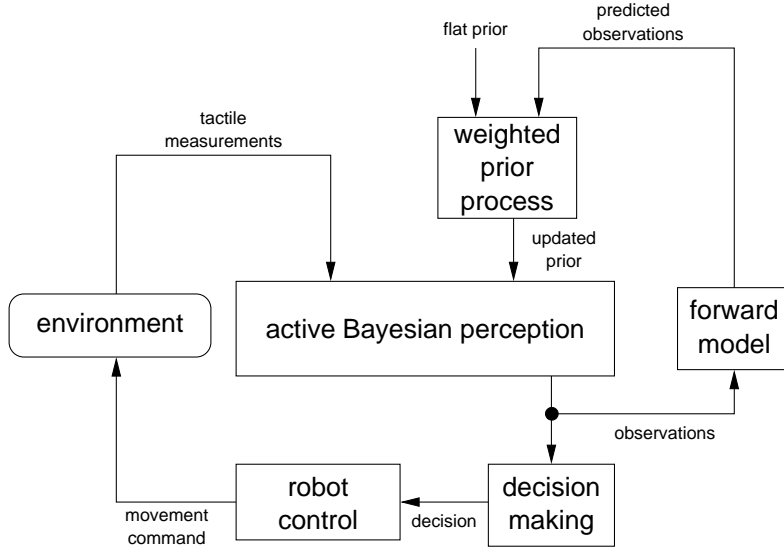 predicted
observations
flat prior
tactile
measurements
weighted
prior
process
updated
prior
environment
active Bayesian perception
forward
model
observations
robot
control
decision
making
decision
movement
command